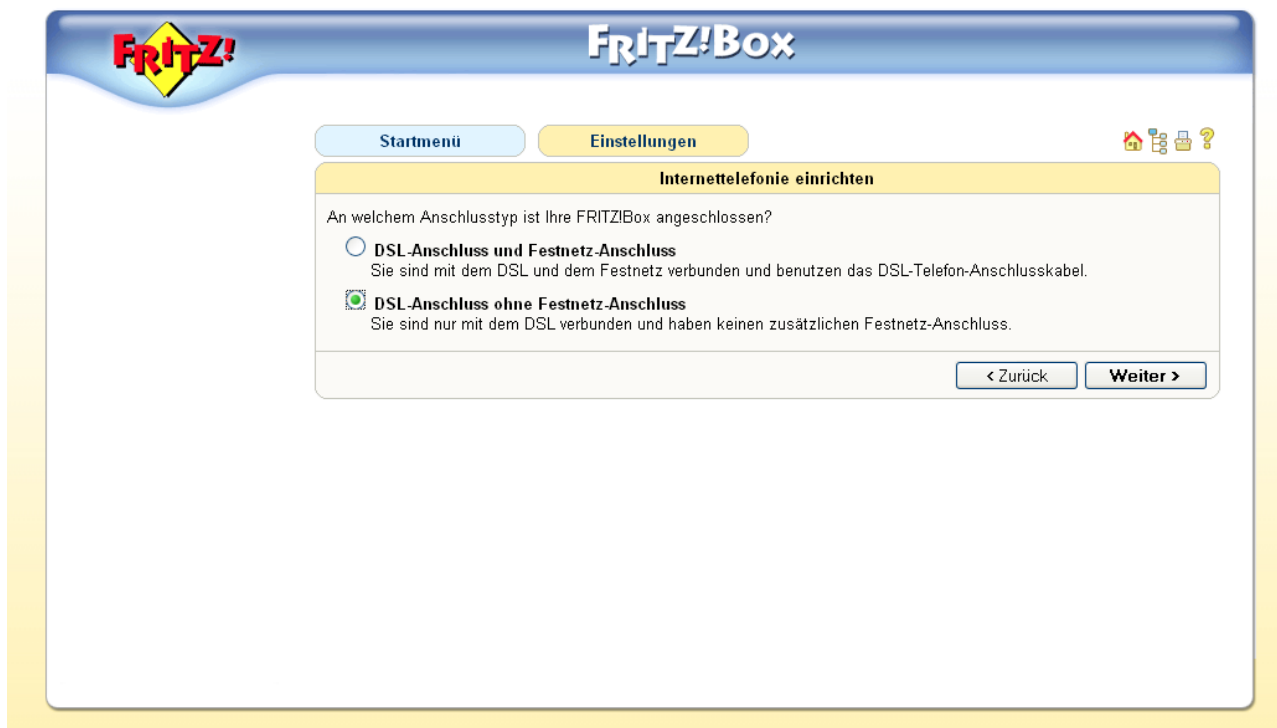 FRITZ!
FRITZ!Box
Startmenü
Einstellungen
Internettelefonie einrichten
An welchem Anschlusstyp ist Ihre FRITZ!Box angeschlossen?
DSL-Anschluss und Festnetz-Anschluss
Sie sind mit dem DSL und dem Festnetz verbunden und benutzen das DSL-Telefon-Anschlusskabel.
DSL-Anschluss ohne Festnetz-Anschluss
Sie sind nur mit dem DSL verbunden und haben keinen zusätzlichen Festnetz-Anschluss.
< Zurück
Weiter >